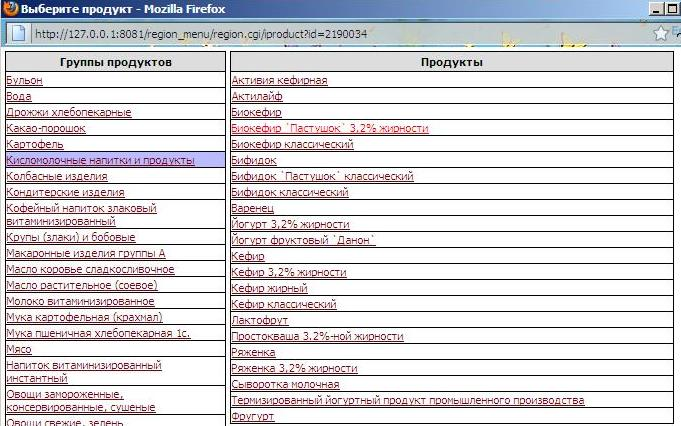 Выберите продукт - Mozilla Firefox
http://127.0.0.1:8081/region_menu/region.cgi/iproduct?id=2190034
Группы продуктов
Бульон
Вода
Дрожжи хлебопекарные
Какао-порошок
Картофель
Кисломолочные напитки и продукты
Колбасные изделия
Кондитерские изделия
Кофейный напиток злаковый
витаминизированный
Крупы (злаки) и бобовые
Макаронные изделия группы А
Масло коровье сладкосливочное
Масло растительное (соевое)
Молоко витаминизированное
Мука картофельная (крахмал)
Мука пшеничная хлебопекарная 1с.
Мясо
Напиток витаминизированный
инстантный
Овощи замороженные,
консервированные, сушеные
Овощи свежие, зелень
Продукты
Активия кефирная
Актилайф
Биокефир
Биокефир `Пастушок` 3,2% жирности
Биокефир классический
Бифидок
Бифидок `Пастушок` классический
Бифидок классический
Варенец
Йогурт 3,2% жирности
Йогурт фруктовый `Данон`
Кефир
Кефир 3,2% жирности
Кефир жирный
Кефир классический
Лактофрут
Простокваша 3.2%-ной жирности
Ряженка
Ряженка 3,2% жирности
Сыворотка молочная
Термизированный йогуртный продукт промышленного производства
Фругурт